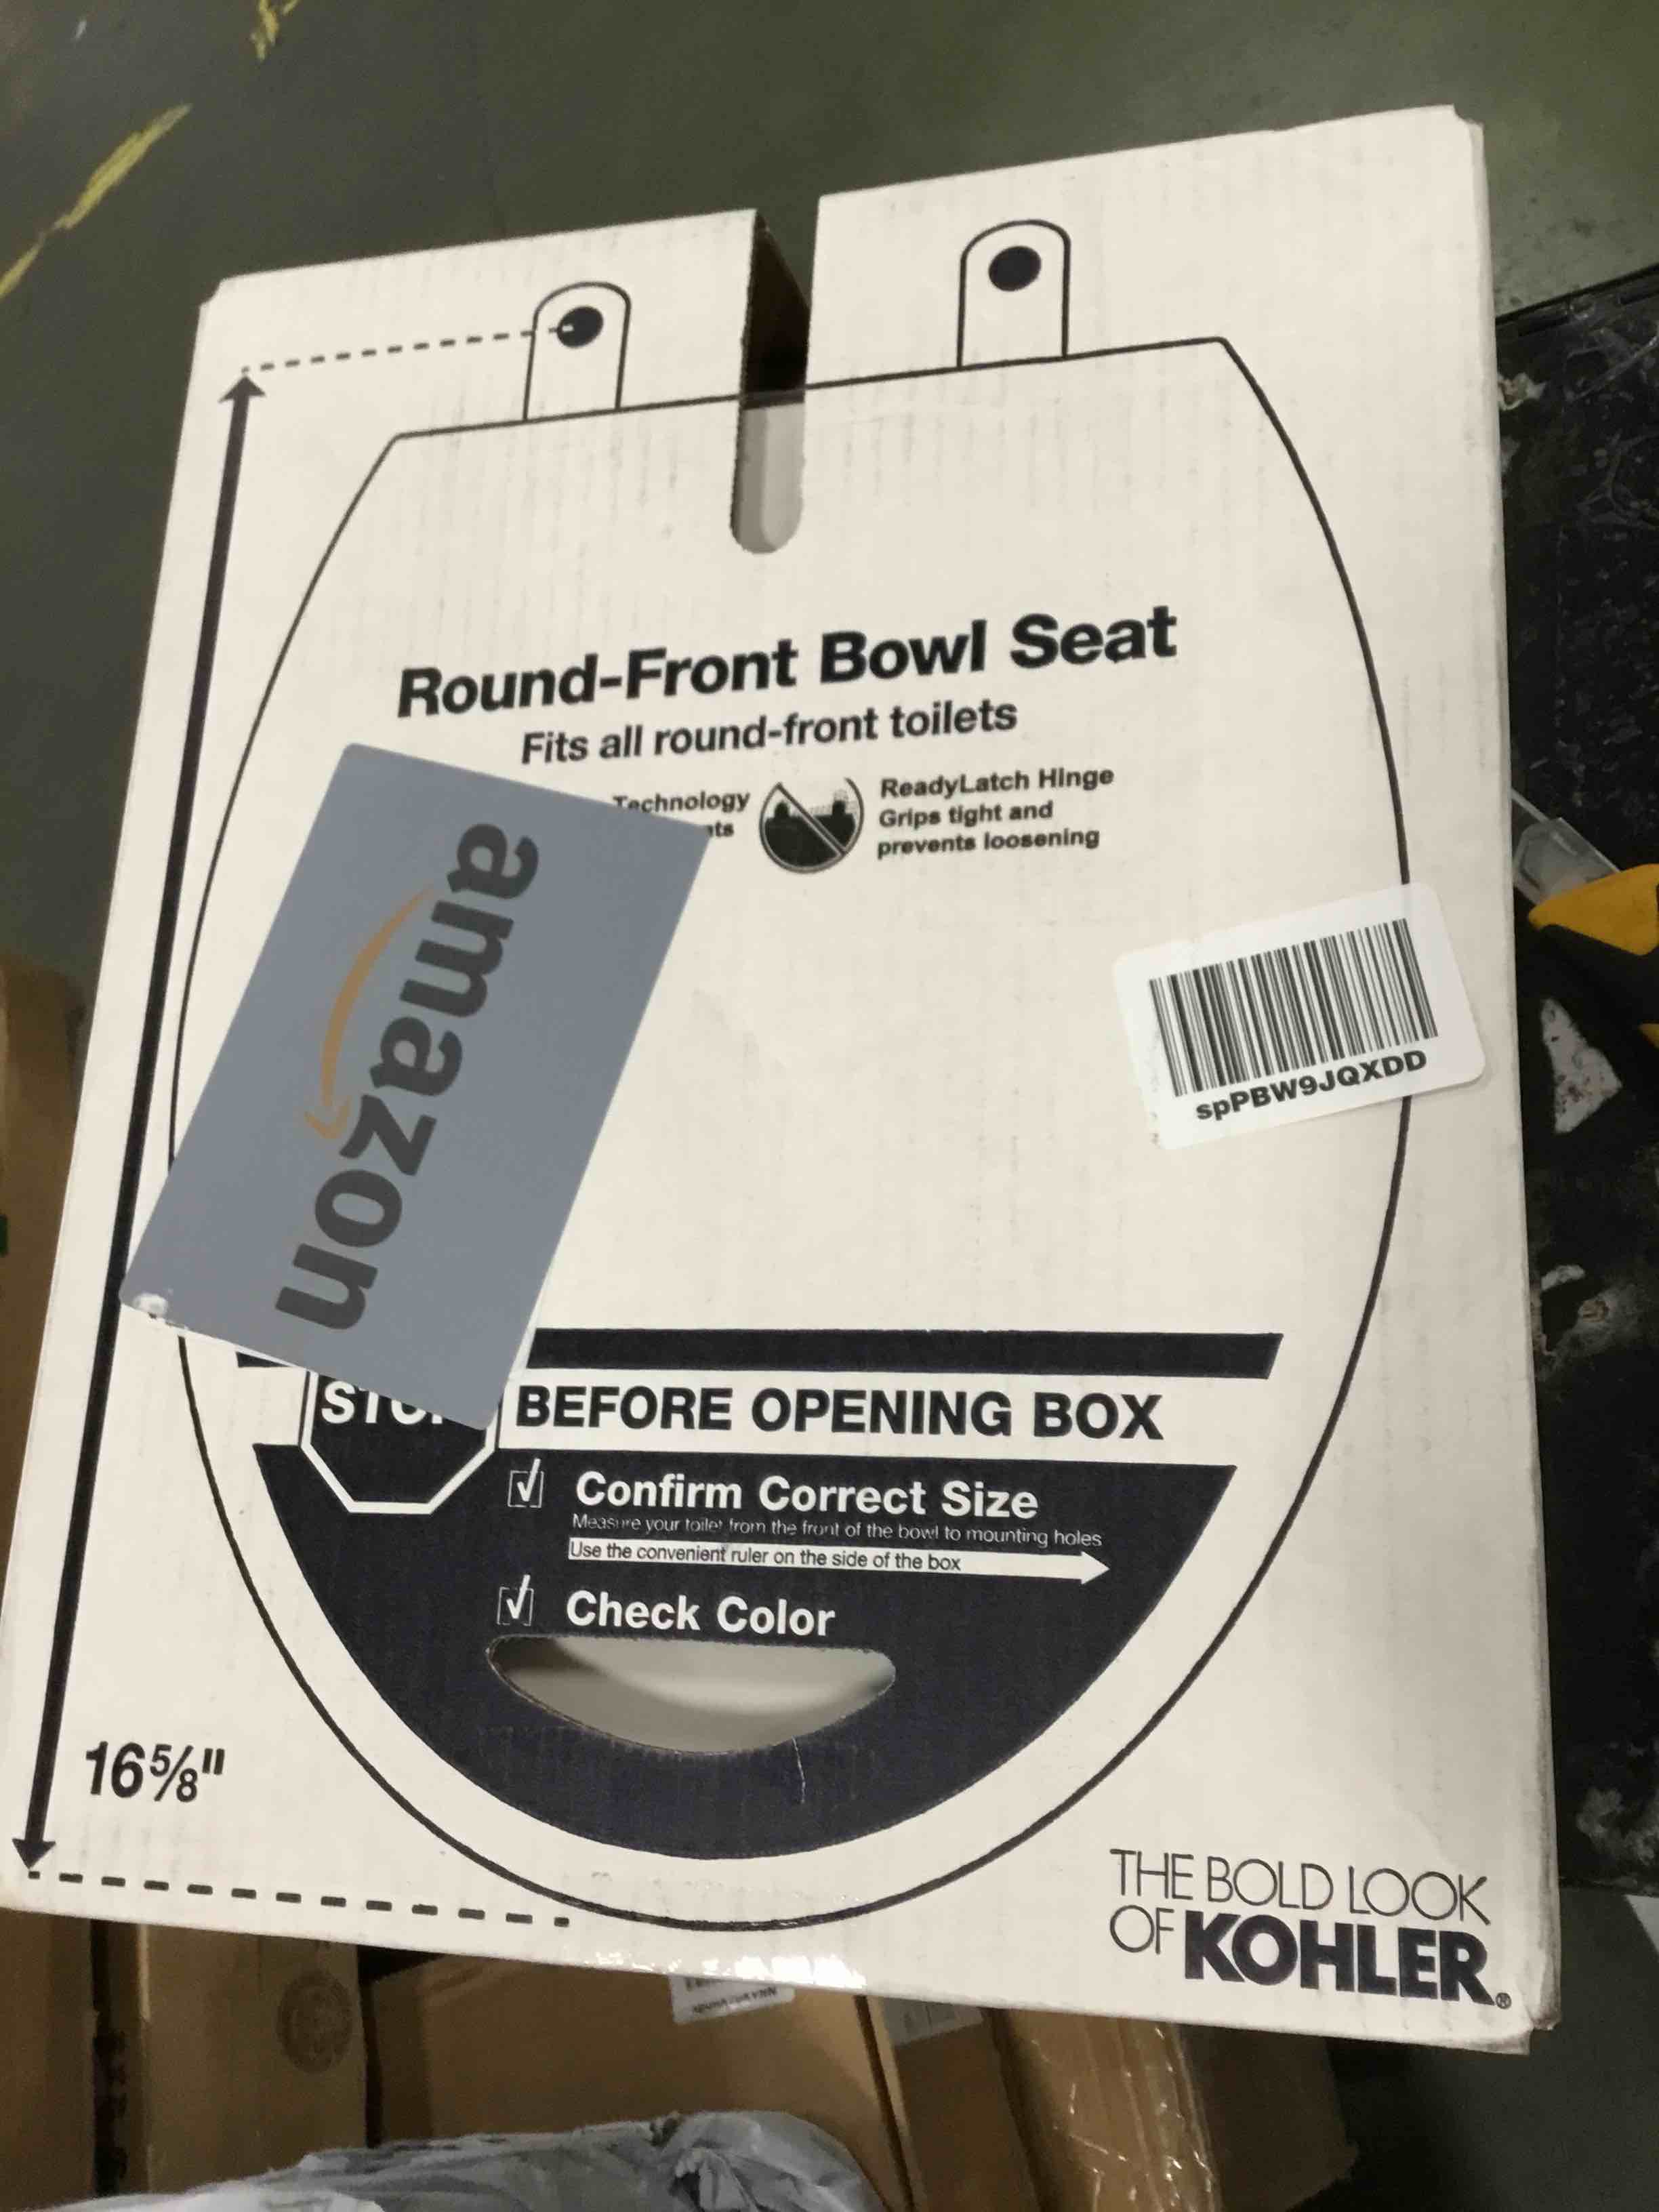 Round-Front Bowl Seat
Fits all round-front toilets
Technology
ReadyLatch Hinge
Grips tight and
prevents loosening
amazon
spPBW9JQXDD
BEFORE OPENING BOX
Confirm Correct Size
Measure your toilet from the front of the bowl to mounting holes
Use the convenient ruler on the side of the box
Check Color
16⅝"
THE BOLD LOOK
OF KOHLER®